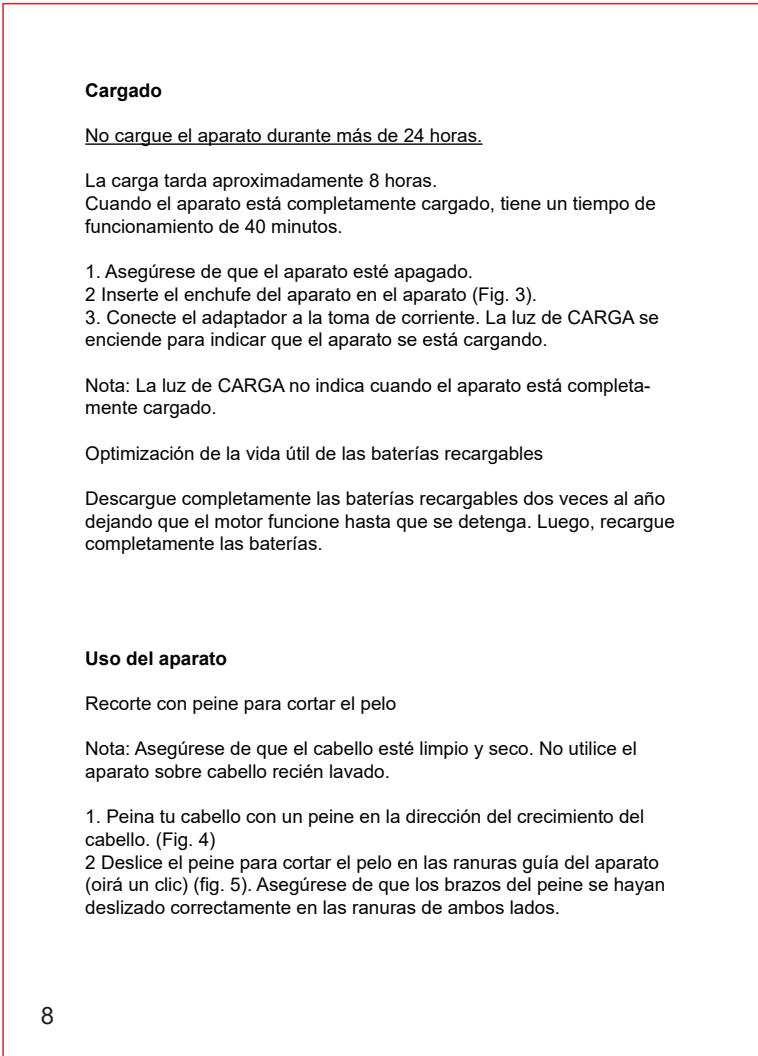 Cargado
No cargue el aparato durante más de 24 horas.
La carga tarda aproximadamente 8 horas.
Cuando el aparato está completamente cargado, tiene un tiempo de
funcionamiento de 40 minutos.
1. Asegúrese de que el aparato esté apagado.
2 Inserte el enchufe del aparato en el aparato (Fig. 3).
3. Conecte el adaptador a la toma de corriente. La luz de CARGA se
enciende para indicar que el aparato se está cargando.
Nota: La luz de CARGA no indica cuando el aparato está completa-
mente cargado.
Optimización de la vida útil de las baterías recargables
Descargue completamente las baterías recargables dos veces al año
dejando que el motor funcione hasta que se detenga. Luego, recargue
completamente las baterías.
Uso del aparato
Recorte con peine para cortar el pelo
Nota: Asegúrese de que el cabello esté limpio y seco. No utilice el
aparato sobre cabello recién lavado.
1. Peina tu cabello con un peine en la dirección del crecimiento del
cabello. (Fig. 4)
2 Deslice el peine para cortar el pelo en las ranuras guía del aparato
(oirá un clic) (fig. 5). Asegúrese de que los brazos del peine se hayan
deslizado correctamente en las ranuras de ambos lados.
8